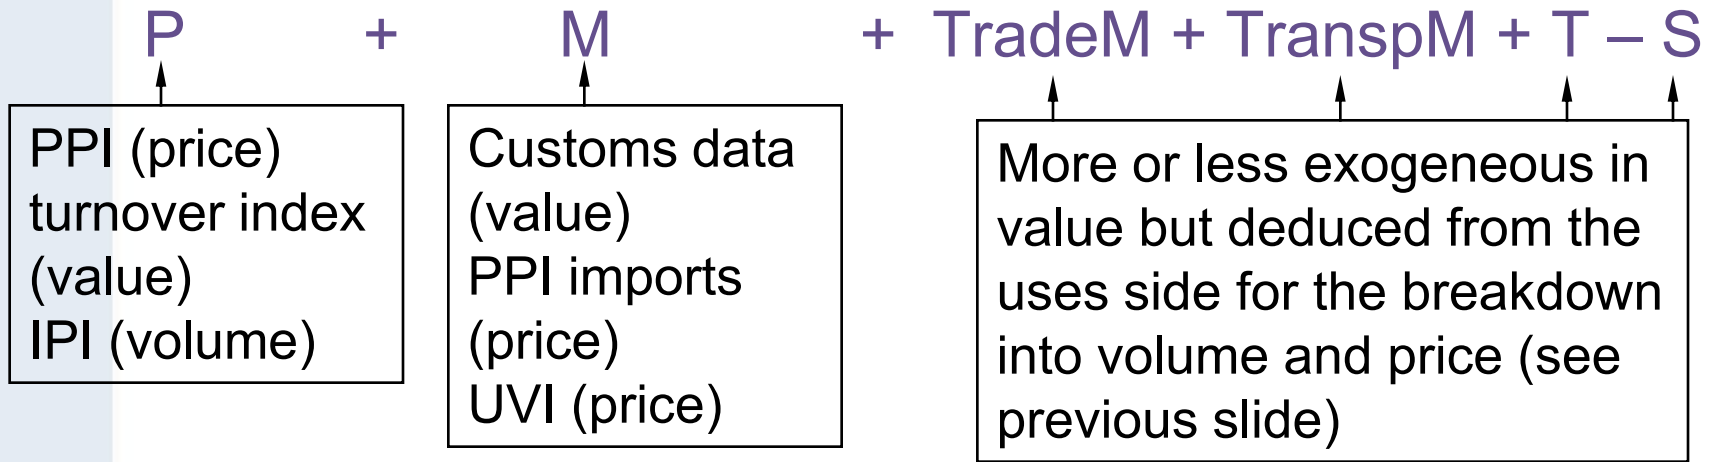 P + M + TradeM + TranspM + T – S
PPI (price)
turnover index
(value)
IPI (volume)
Customs data
(value)
PPI imports
(price)
UVI (price)
More or less exogeneous in
value but deduced from the
uses side for the breakdown
into volume and price (see
previous slide)